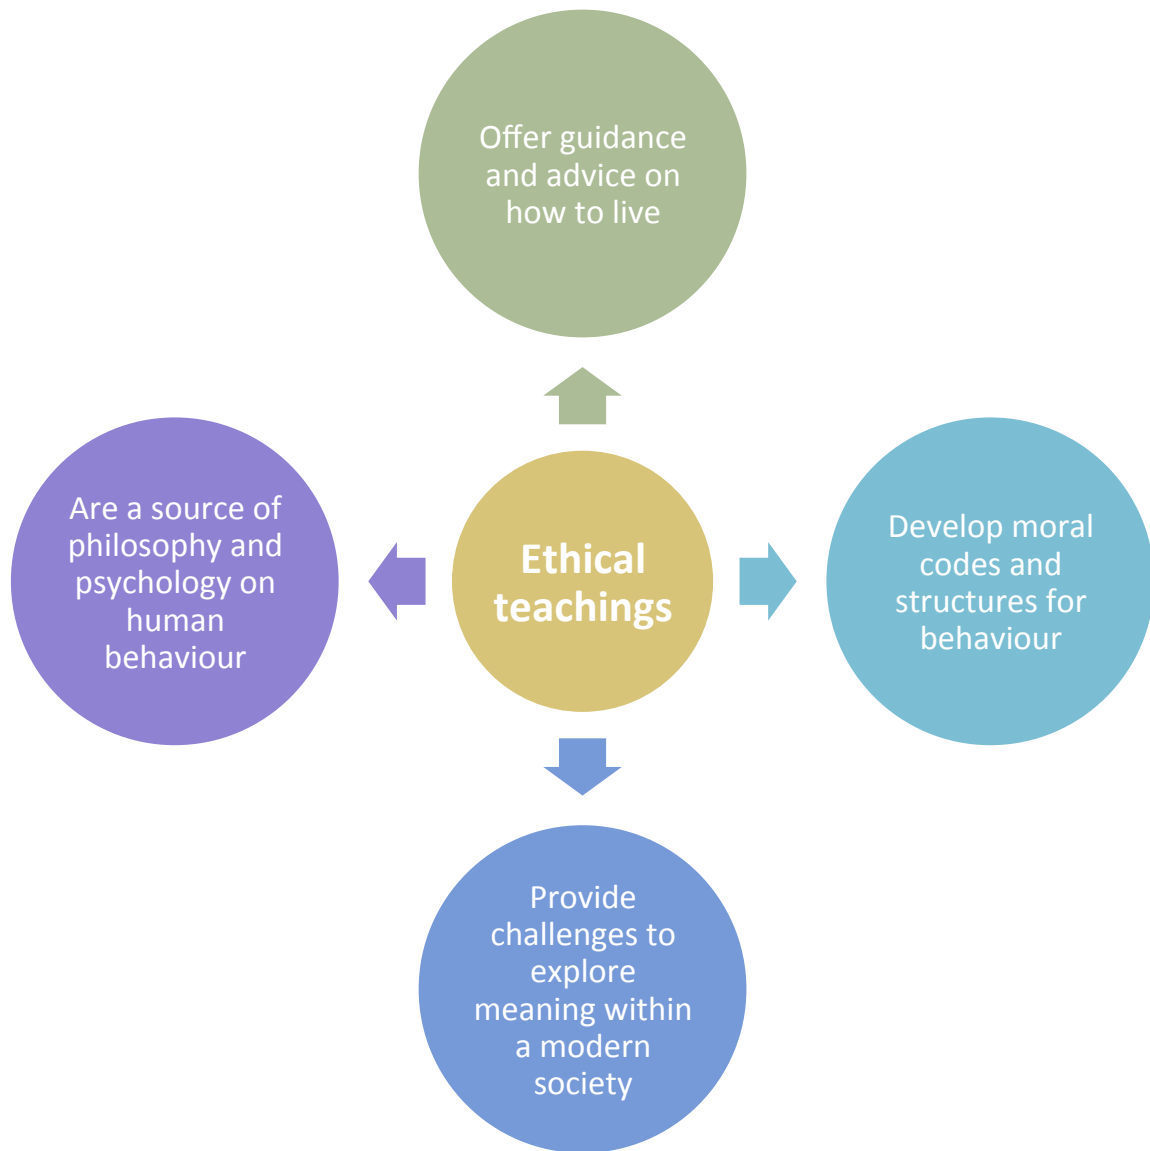 Offer guidance
and advice on
how to live
Are a source of
philosophy and
psychology on
human
behaviour
Ethical
teachings
Develop moral
codes and
structures for
behaviour
Provide
challenges to
explore
meaning within
a modern
society